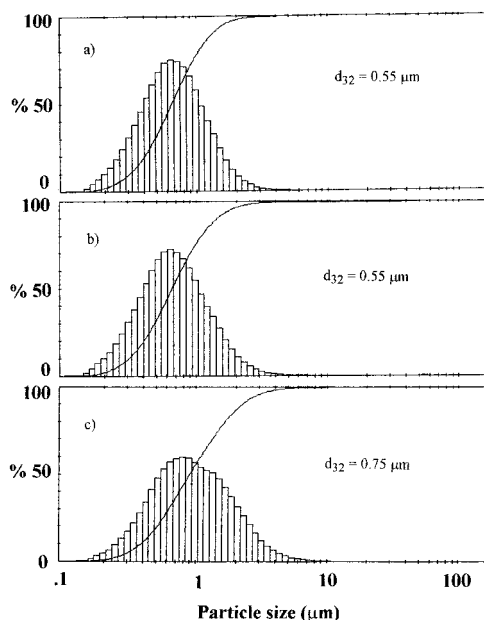 100
a)
d32 = 0.55 μm
% 50
0
100
b)
d32 = 0.55 μm
% 50
0
100
c)
d32 = 0.75 μm
% 50
0
.1 1 10 100
Particle size (μm)